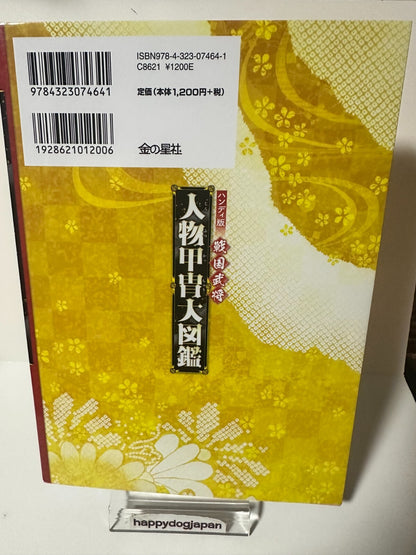 ISBN978-4-323-07464-1
C8621 ¥1200E
9784323074641
定価(本体1,200円+税)
1928621012006
金の星社
ハンディ版 戦国武将
人物甲冑大図鑑
happydogjapan